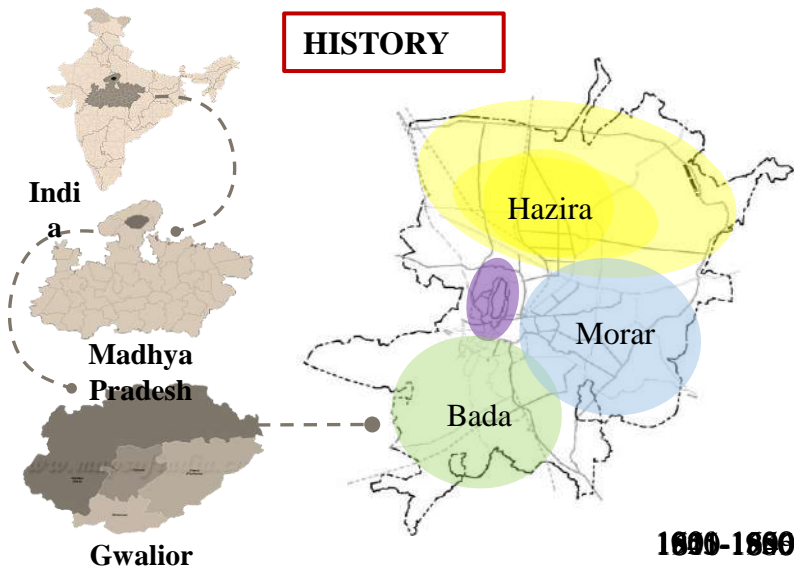 HISTORY
Indi
a
Madhya
Pradesh
Gwalior
Hazira
Morar
Bada